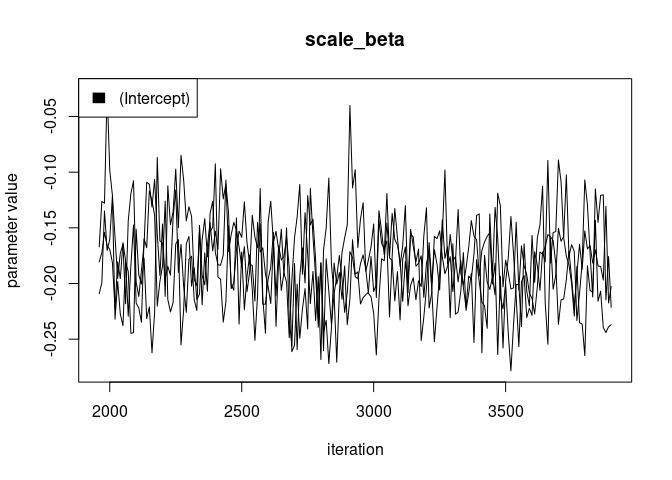 scale_beta
(Intercept)
parameter value
-0.05
-0.10
-0.15
-0.20
-0.25
2000 2500 3000 3500
iteration